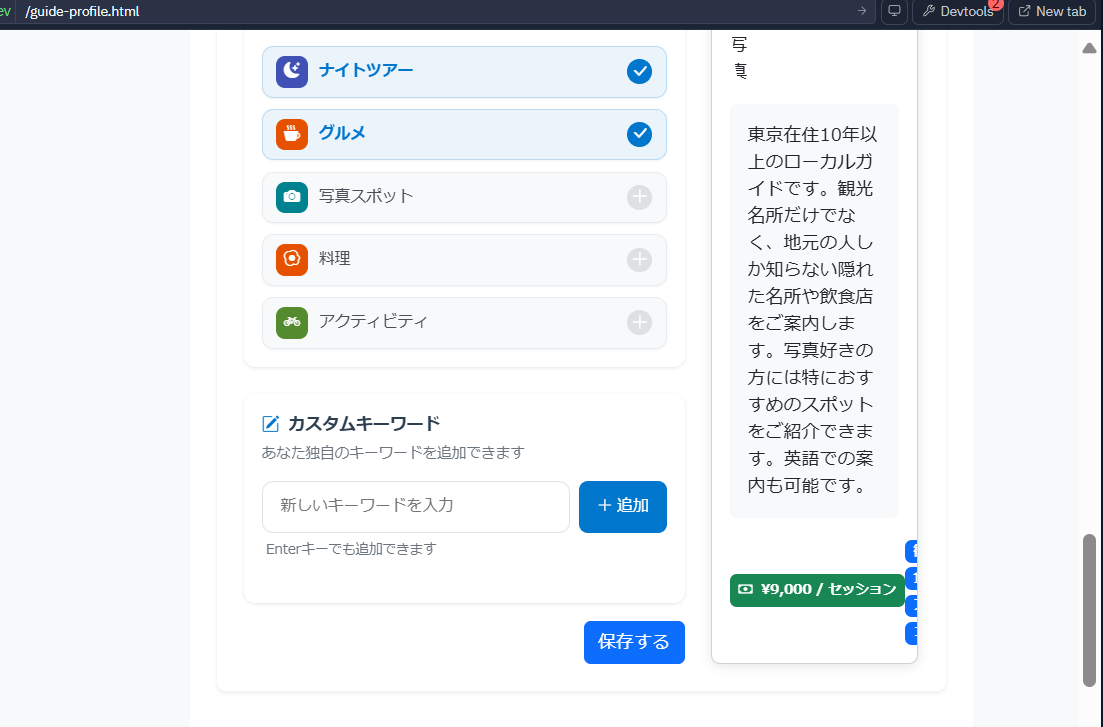 ev
/guide-profile.html
Devtools
2
New tab
ナイトツアー
グルメ
写真スポット
料理
アクティビティ
カスタムキーワード
あなた独自のキーワードを追加できます
新しいキーワードを入力
+ 追加
Enterキーでも追加できます
保存する
写
真
東京在住10年以
上のローカルガ
イドです。観光
名所だけでな
く、地元の人し
か知らない隠れ
た名所や飲食店
をご案内しま
す。写真好きの
方には特におす
すめのスポット
をご紹介できま
す。英語での案
内も可能です。
¥9,000 / セッション